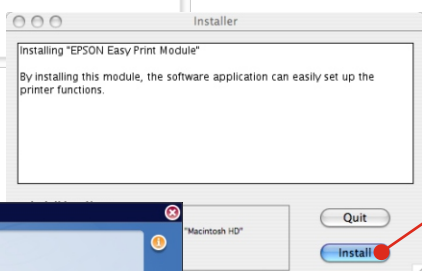 Installer
Installing "EPSON Easy Print Module"
By installing this module, the software application can easily set up the
printer functions.
"Macintosh HD"
Quit
Install